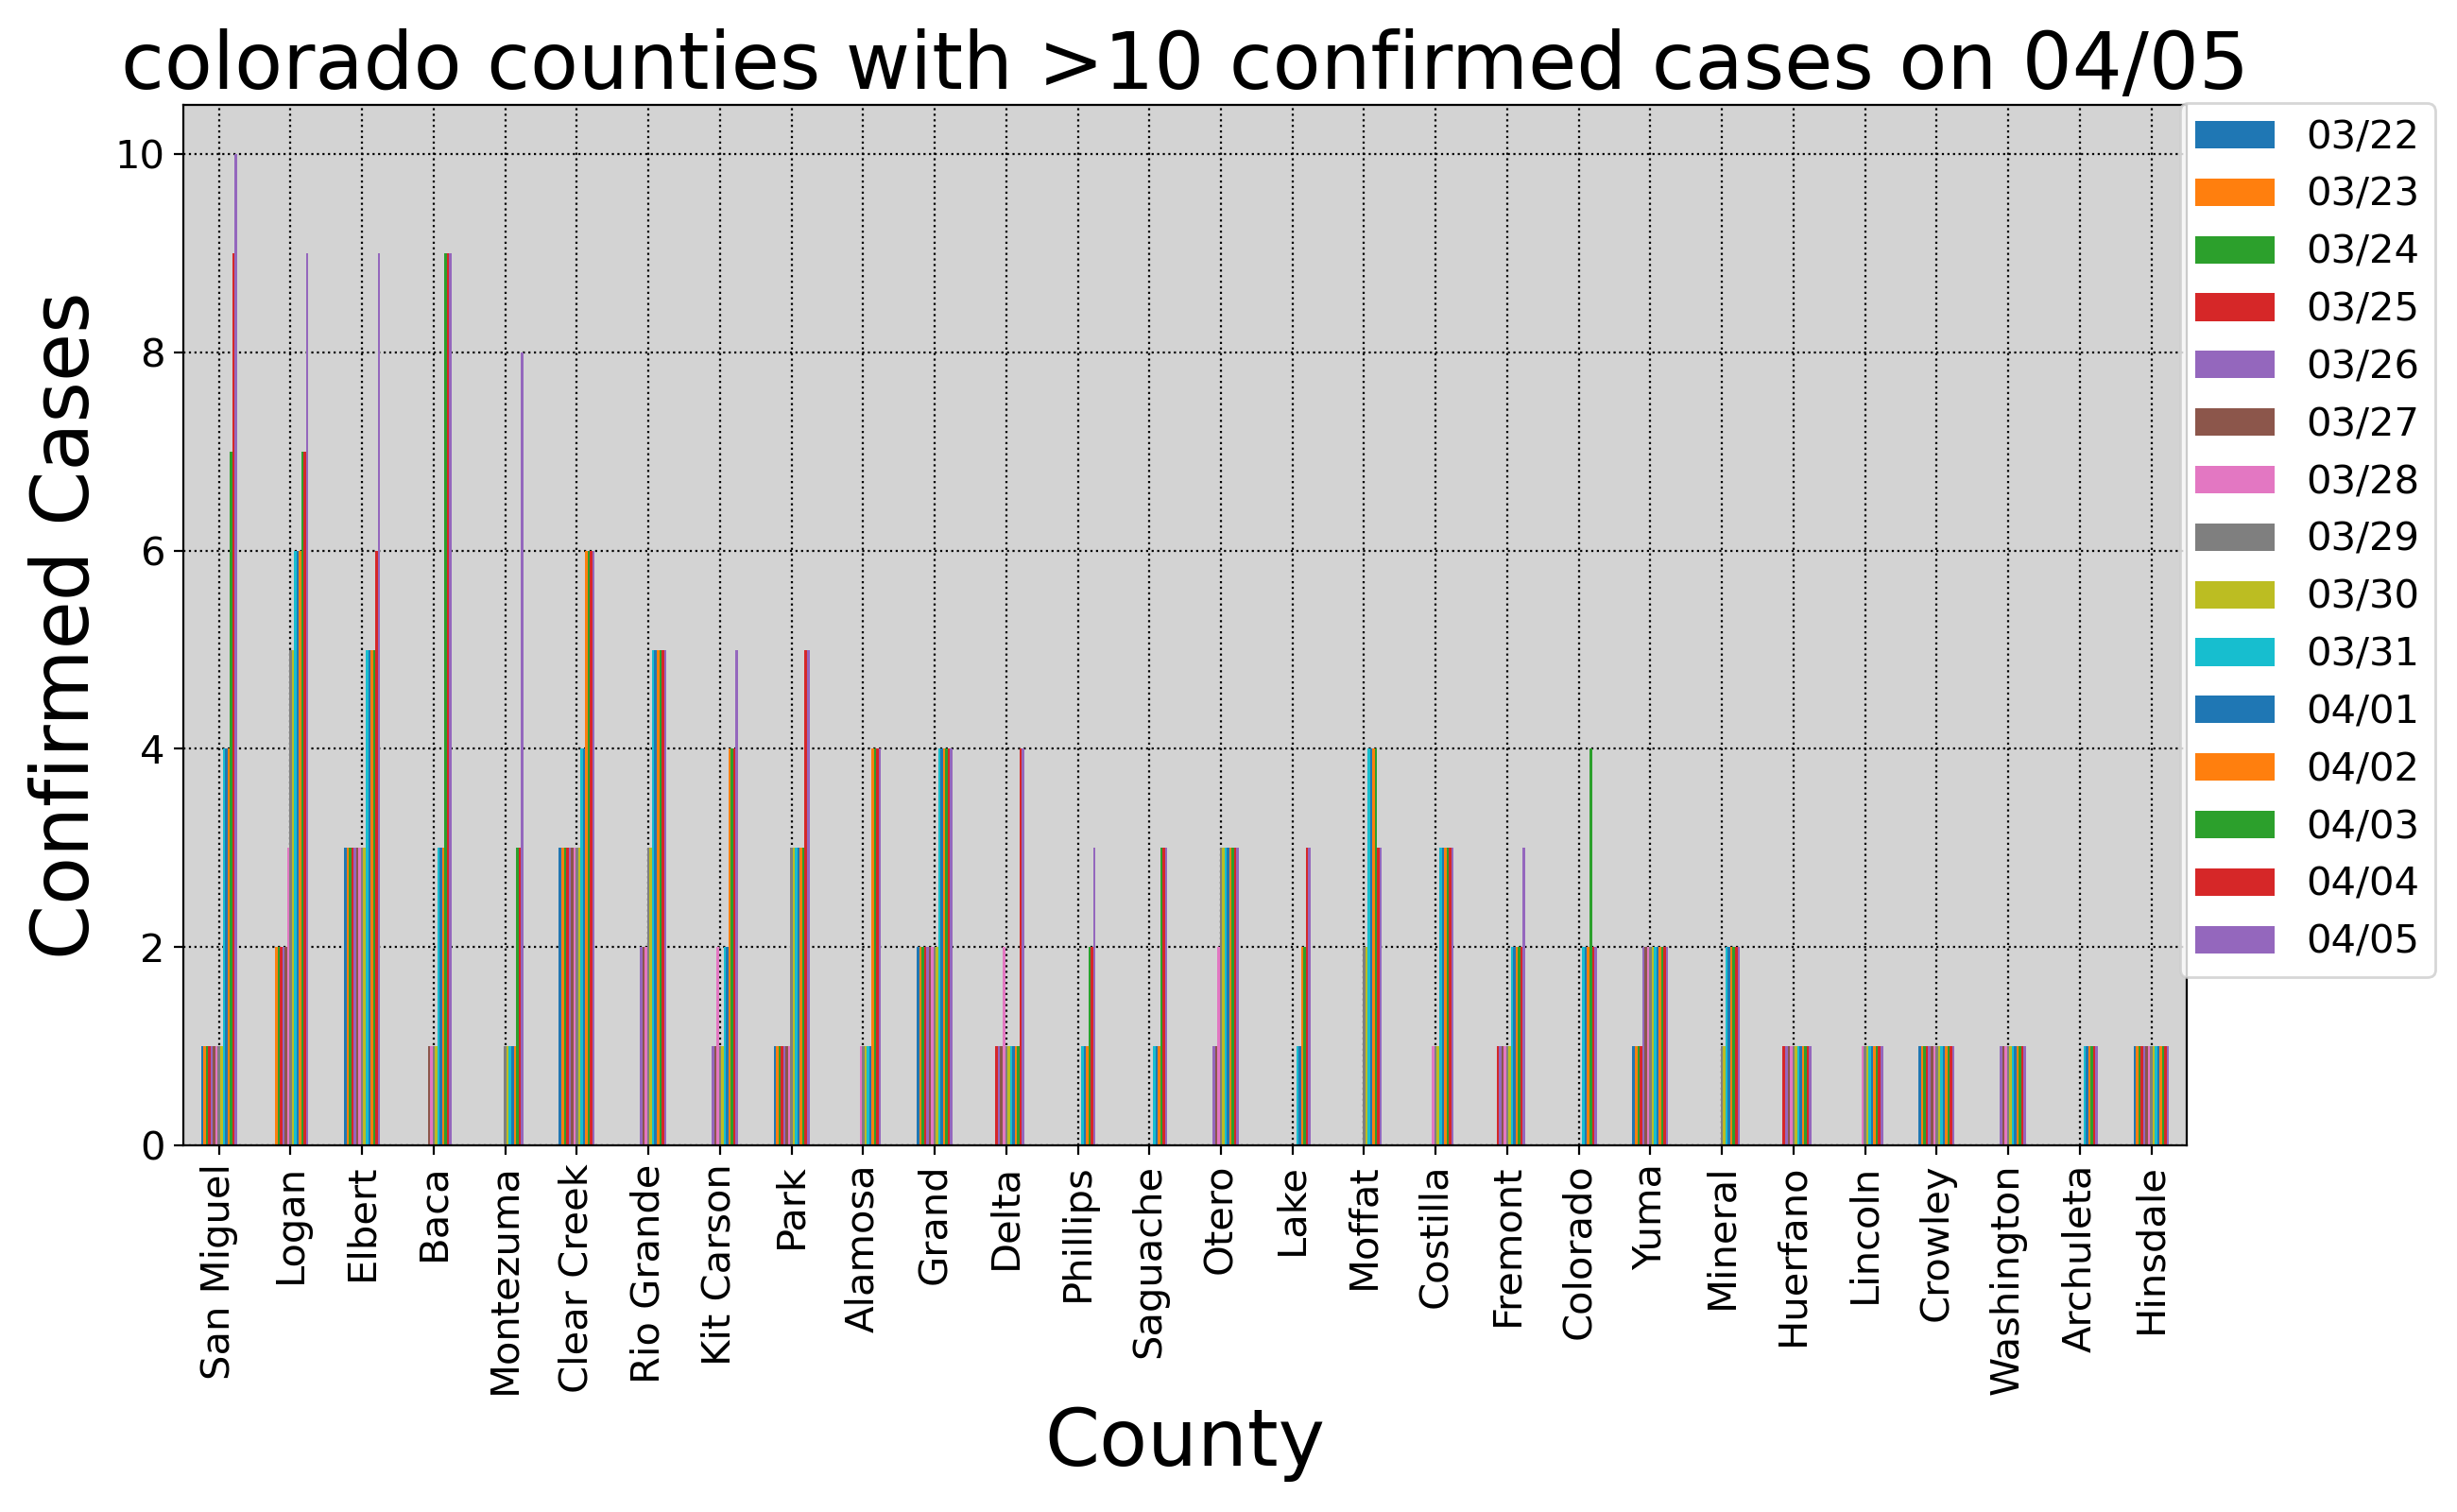 colorado counties with >10 confirmed cases on 04/05
Confirmed Cases
10
8
6
4
2
0
San Miguel
Logan
Elbert
Baca
Montezuma
Clear Creek
Rio Grande
Kit Carson
Park
Alamosa
Grand
Delta
Phillips
Saguache
Otero
Lake
Moffat
Costilla
Fremont
Colorado
Yuma
Mineral
Huerfano
Lincoln
Crowley
Washington
Archuleta
Hinsdale
County
03/22
03/23
03/24
03/25
03/26
03/27
03/28
03/29
03/30
03/31
04/01
04/02
04/03
04/04
04/05